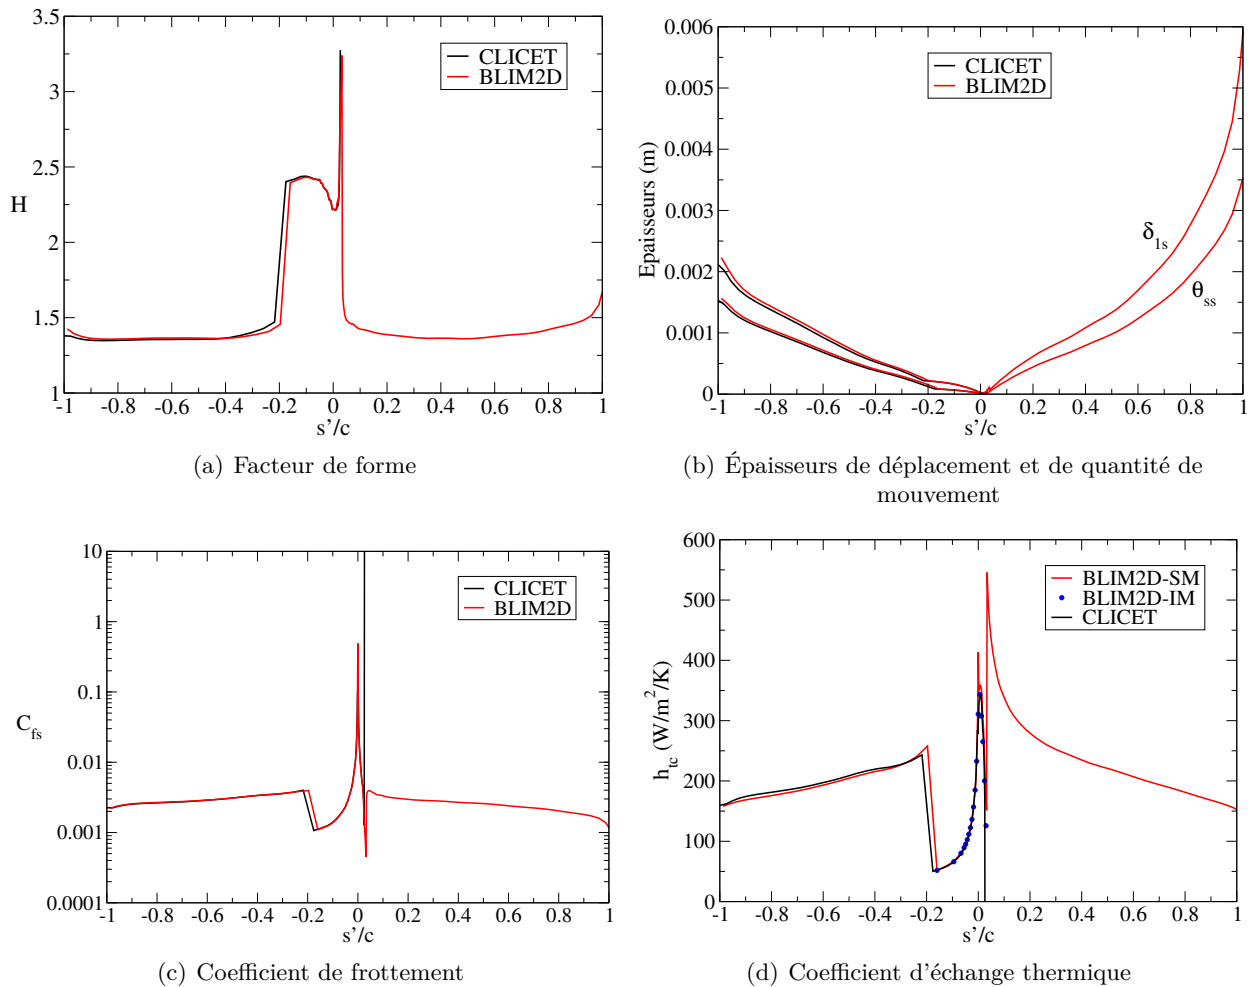 3.5
3
2.5
2
1.5
1
H
CLICET
BLIM2D
-1 -0.8 -0.6 -0.4 -0.2 0 0.2 0.4 0.6 0.8 1
s'/c
(a) Facteur de forme
0.006
0.005
0.004
0.003
0.002
0.001
0
Epaisseurs (m)
CLICET
BLIM2D
δ1s
θss
-1 -0.8 -0.6 -0.4 -0.2 0 0.2 0.4 0.6 0.8 1
s'/c
(b) Épaisseurs de déplacement et de quantité de
mouvement
10
1
0.1
0.01
0.001
0.0001
Cfs
CLICET
BLIM2D
-1 -0.8 -0.6 -0.4 -0.2 0 0.2 0.4 0.6 0.8 1
s'/c
(c) Coefficient de frottement
600
550
500
450
400
350
300
250
200
150
100
50
0
htc (W/m²/K)
BLIM2D-SM
BLIM2D-IM
CLICET
-1 -0.8 -0.6 -0.4 -0.2 0 0.2 0.4 0.6 0.8 1
s'/c
(d) Coefficient d'échange thermique